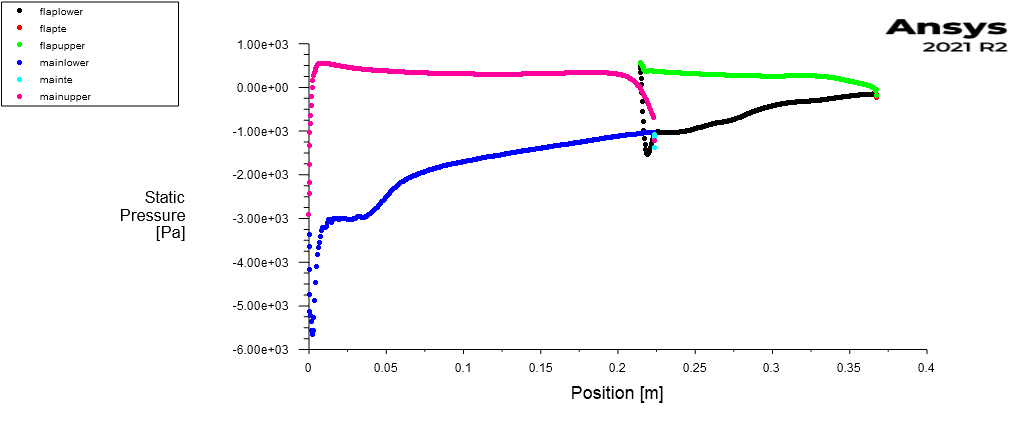 flaplower
flapte
flapupper
mainlower
mainte
mainupper
Ansys
2021 R2
1.00e+03
0.00e+00
-1.00e+03
-2.00e+03
-3.00e+03
-4.00e+03
-5.00e+03
-6.00e+03
Static
Pressure
[Pa]
0 0.05 0.1 0.15 0.2 0.25 0.3 0.35 0.4
Position [m]